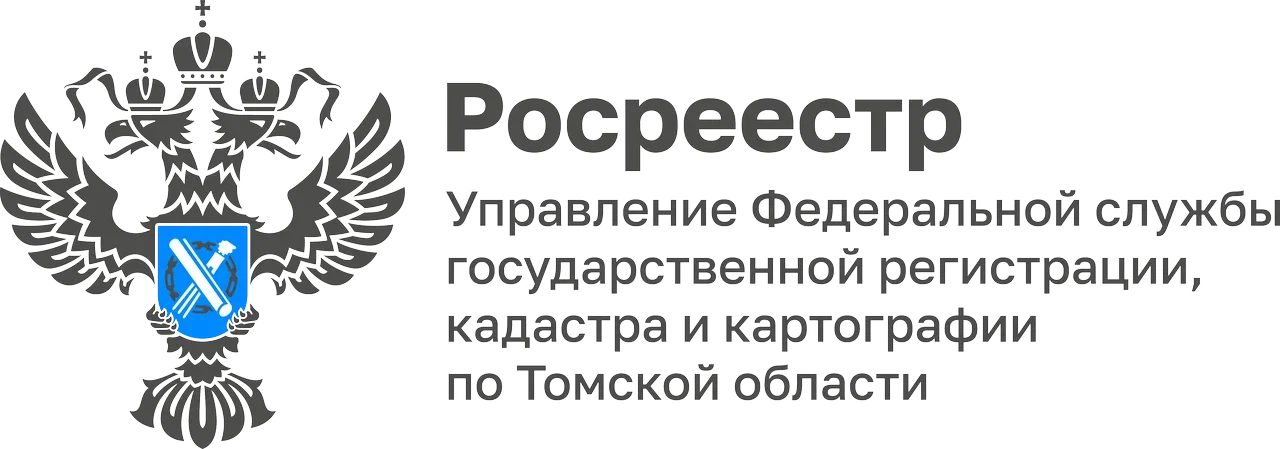 Росреестр
Управление Федеральной службы
государственной регистрации,
кадастра и картографии
по Томской области